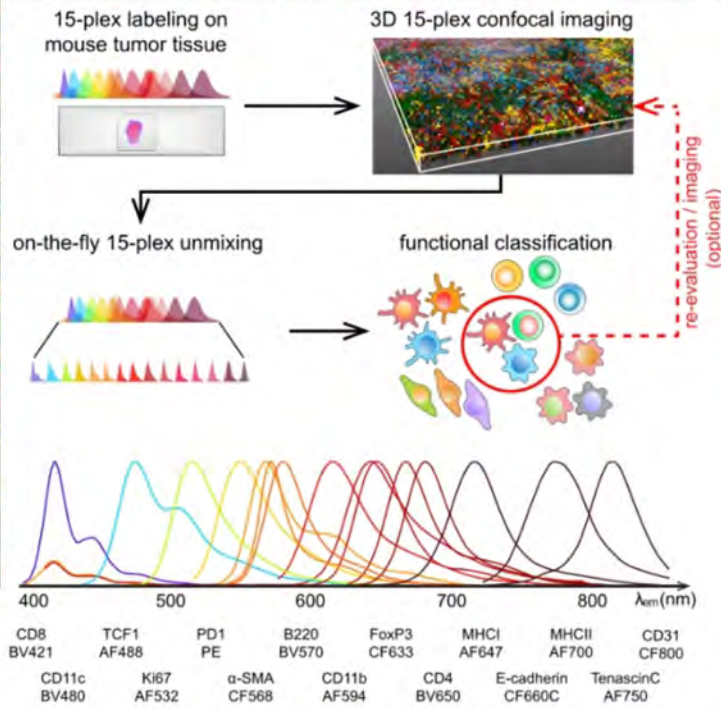 15-plex labeling on
mouse tumor tissue
3D 15-plex confocal imaging
re-evaluation / imaging
(optional)
on-the-fly 15-plex unmixing
functional classification
400 500 600 700 800 λem(nm)
CD8 TCF1 PD1 B220 FoxP3 MHCI MHCII CD31
BV421 AF488 PE BV570 CF633 AF647 AF700 CF800
CD11c Ki67 α-SMA CD11b CD4 E-cadherin TenascinC
BV480 AF532 CF568 AF594 BV650 CF660C AF750